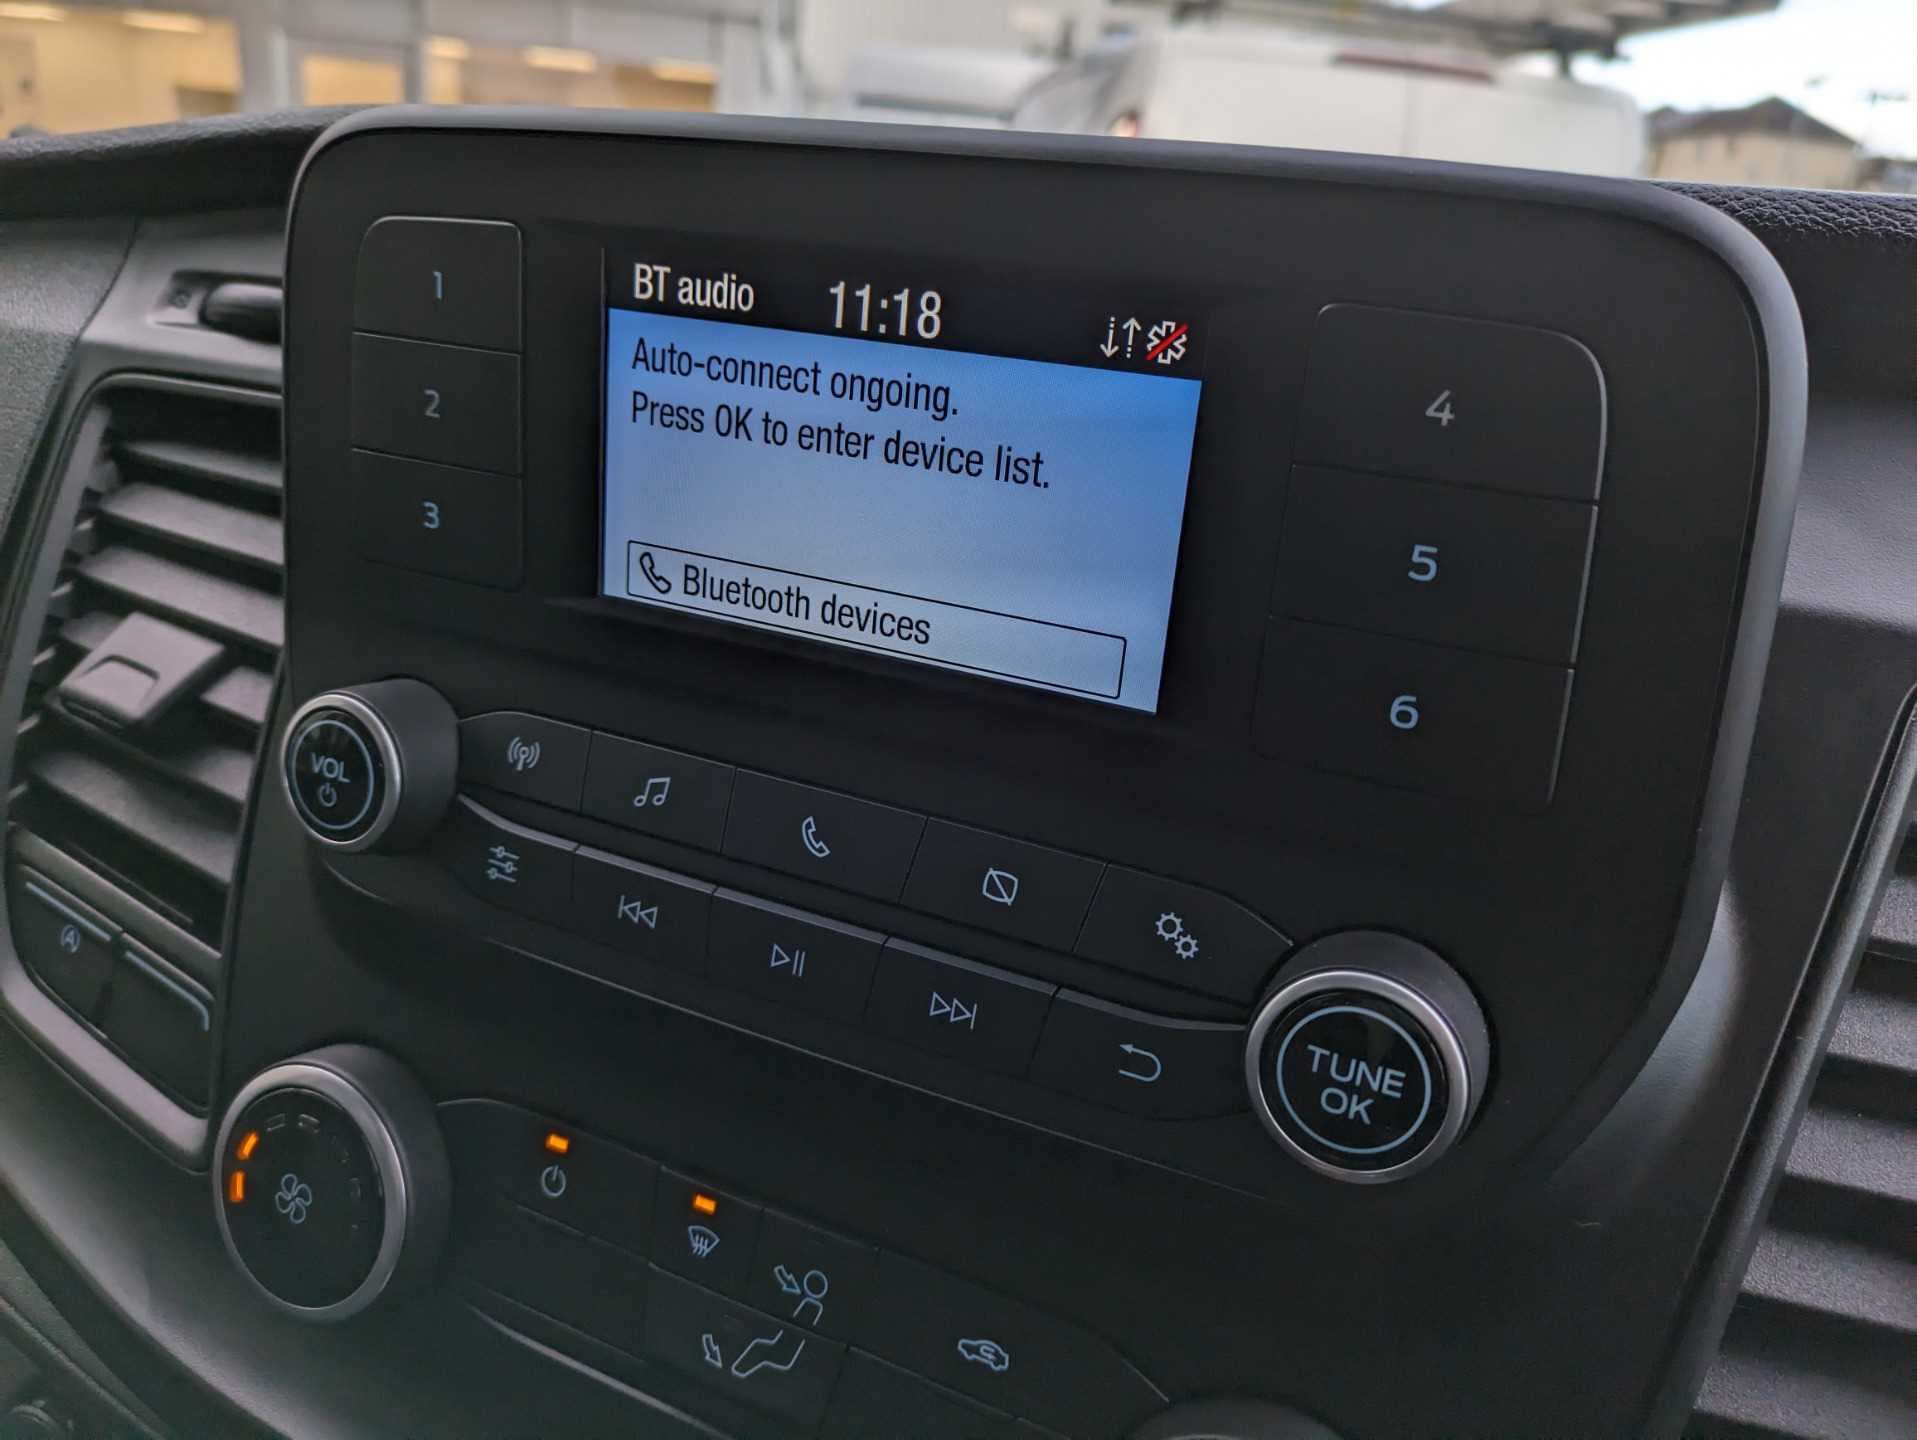 BT audio 11:18
Auto-connect ongoing.
Press OK to enter device list.
Bluetooth devices
1
2
3
4
5
6
VOL
TUNE
OK
A